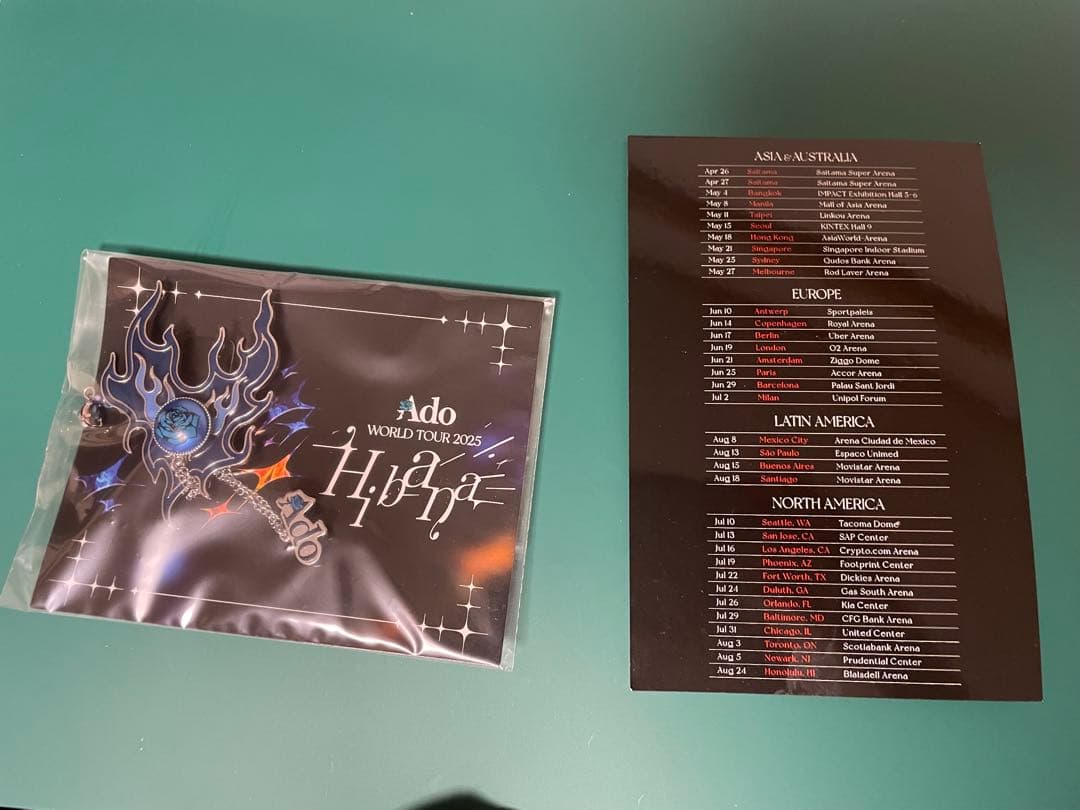 Ado
WORLD TOUR 2025
Hibana
Ado
ASIA & AUSTRALIA
Apr 26 Saitama Saitama Super Arena
Apr 27 Saitama Saitama Super Arena
May 4 Bangkok IMPACT Exhibition Hall 5-6
May 8 Manila Mall of Asia Arena
May 11 Taipei Linkou Arena
May 15 Seoul KINTEX Hall 9
May 18 Hong Kong AsiaWorld-Arena
May 21 Singapore Singapore Indoor Stadium
May 25 Sydney Qudos Bank Arena
May 27 Melbourne Rod Laver Arena
EUROPE
Jun 10 Antwerp Sportpaleis
Jun 14 Copenhagen Royal Arena
Jun 17 Berlin Uber Arena
Jun 19 London O2 Arena
Jun 21 Amsterdam Ziggo Dome
Jun 25 Paris Accor Arena
Jun 29 Barcelona Palau Sant Jordi
Jul 2 Milan Unipol Forum
LATIN AMERICA
Aug 8 Mexico City Arena Ciudad de Mexico
Aug 13 São Paulo Espaco Unimed
Aug 15 Buenos Aires Movistar Arena
Aug 18 Santiago Movistar Arena
NORTH AMERICA
Jul 10 Seattle, WA Tacoma Dome
Jul 13 San Jose, CA SAP Center
Jul 16 Los Angeles, CA Crypto.com Arena
Jul 19 Phoenix, AZ Footprint Center
Jul 22 Fort Worth, TX Dickies Arena
Jul 24 Duluth, GA Gas South Arena
Jul 26 Orlando, FL Kia Center
Jul 29 Baltimore, MD CFG Bank Arena
Jul 31 Chicago, IL United Center
Aug 3 Toronto, ON Scotiabank Arena
Aug 5 Newark, NJ Prudential Center
Aug 24 Honolulu, HI Blaisdell Arena